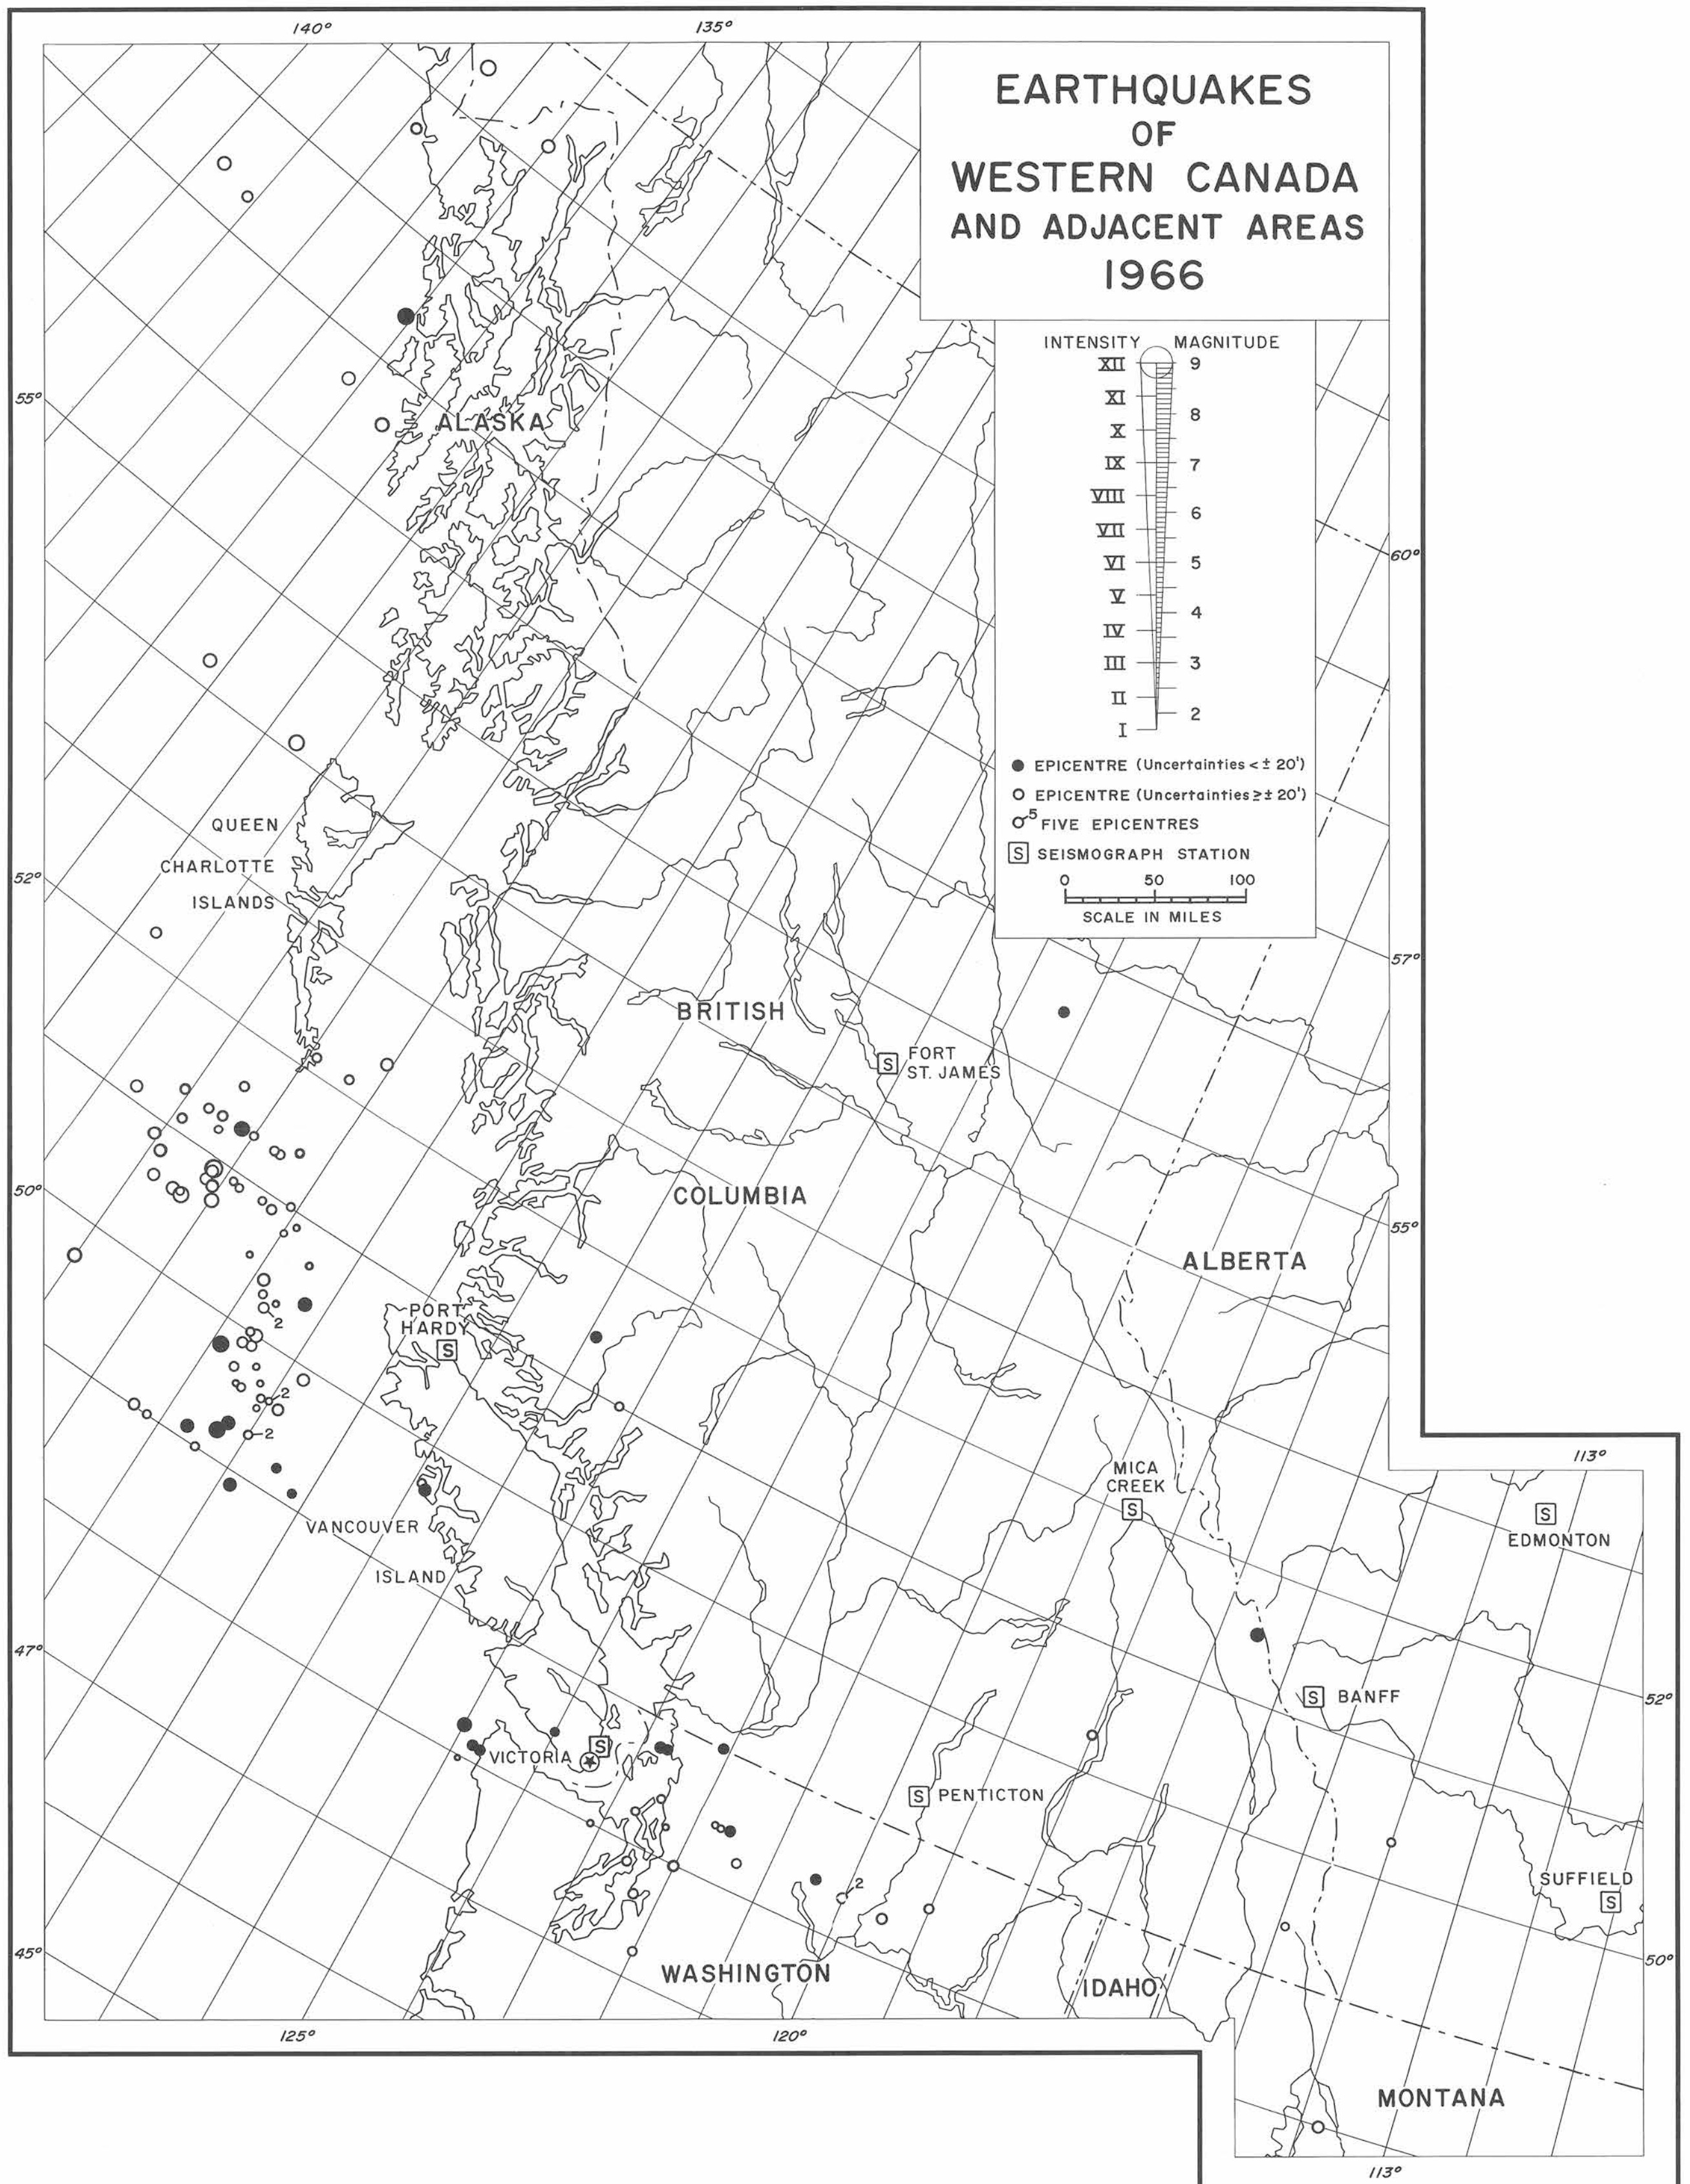 140° 135°
EARTHQUAKES
OF
WESTERN CANADA
AND ADJACENT AREAS
1966
INTENSITY MAGNITUDE
XII 9
XI
8
X
IX 7
VIII
6
VII
VI 5
V
4
IV
III 3
II
2
I
EPICENTRE (Uncertainties < ± 20')
EPICENTRE (Uncertainties ≥ ± 20')
5 FIVE EPICENTRES
S SEISMOGRAPH STATION
0 50 100
SCALE IN MILES
55°
ALASKA
60°
QUEEN
CHARLOTTE
ISLANDS
52°
57°
BRITISH
S FORT
ST. JAMES
COLUMBIA
50°
55°
ALBERTA
PORT
HARDY
S
2
2
2
MICA
CREEK
S
113°
S
EDMONTON
VANCOUVER
ISLAND
47°
52°
S BANFF
VICTORIA S
S PENTICTON
SUFFIELD
S
2
45°
50°
WASHINGTON
IDAHO
125° 120°
MONTANA
113°